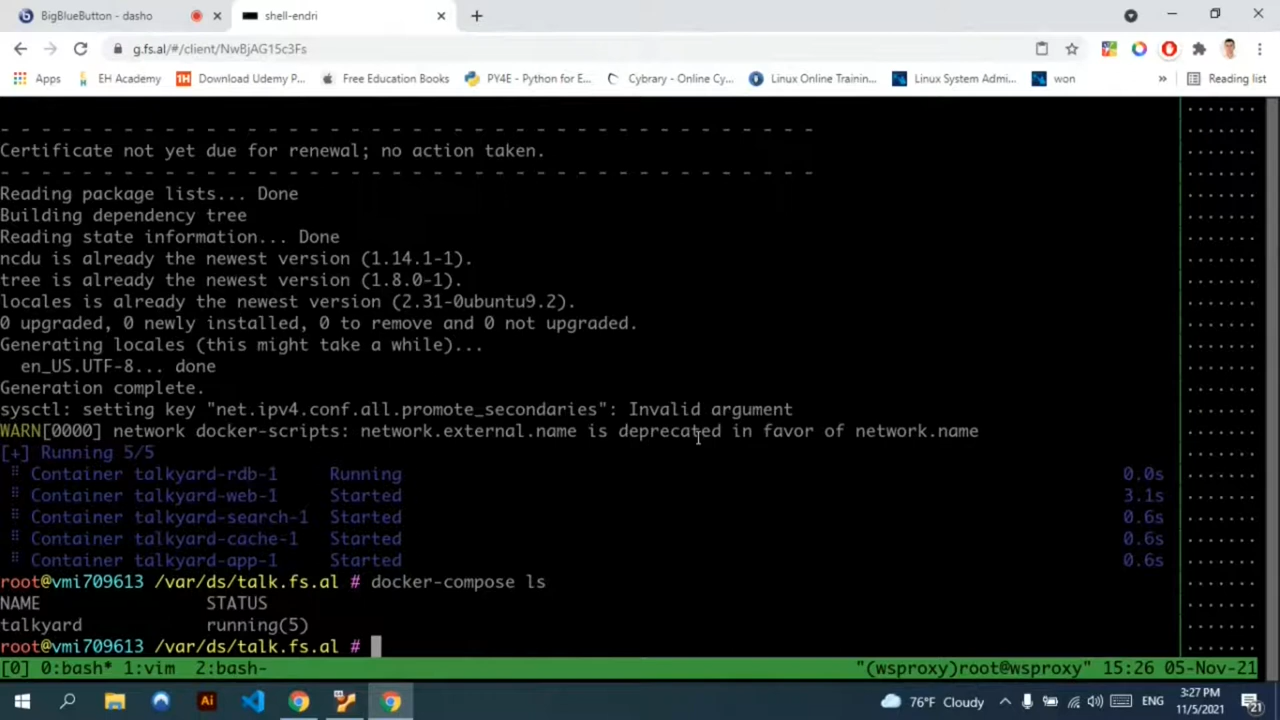 BigBlueButton - dasho
shell-endri
g.fs.al/#/client/NwBjAG15c3Fs
Apps
EH Academy
Download Udemy P...
Free Education Books
PY4E - Python for E...
Cybrary - Online Cy...
Linux Online Trainin...
Linux System Admi...
won
»
Reading list
Certificate not yet due for renewal; no action taken.
Reading package lists... Done
Building dependency tree
Reading state information... Done
ncdu is already the newest version (1.14.1-1).
tree is already the newest version (1.8.0-1).
locales is already the newest version (2.31-0ubuntu9.2).
0 upgraded, 0 newly installed, 0 to remove and 0 not upgraded.
Generating locales (this might take a while)...
en_US.UTF-8... done
Generation complete.
sysctl: setting key "net.ipv4.conf.all.promote_secondaries": Invalid argument
WARN[0000] network docker-scripts: network.external.name is deprecated in favor of network.name
[+] Running 5/5
Container talkyard-rdb-1 Running 0.0s
Container talkyard-web-1 Started 3.1s
Container talkyard-search-1 Started 0.6s
Container talkyard-cache-1 Started 0.6s
Container talkyard-app-1 Started 0.6s
root@vmi709613 /var/ds/talk.fs.al # docker-compose ls
NAME STATUS
talkyard running(5)
root@vmi709613 /var/ds/talk.fs.al #
[0] 0:bash* 1:vim 2:bash- "(wsproxy)root@wsproxy" 15:26 05-Nov-21
Ai
76°F Cloudy
ENG
3:27 PM
11/5/2021
21